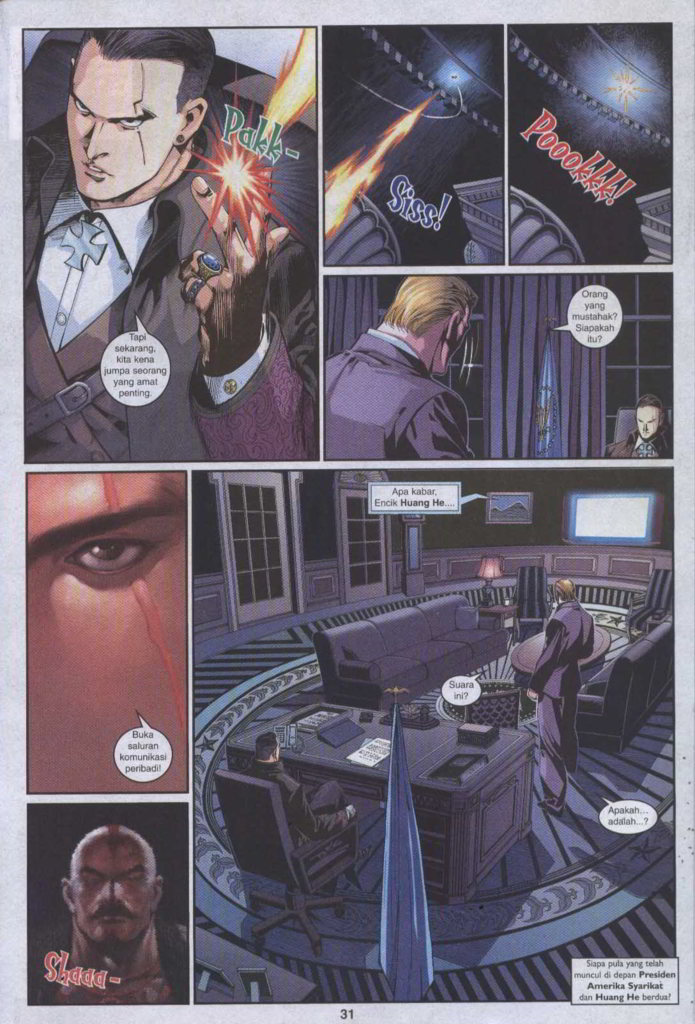 Pakk-
Tapi
sekarang,
kita kena
jumpa seorang
yang amat
penting.
Siss!
Poookkk!
Orang
yang
mustahak?
Siapakah
itu?
Buka
saluran
komunikasi
peribadi!
Shaaa-
Apa kabar,
Encik Huang He....
Suara
ini?
Apakah...
adalah...?
Siapa pula yang telah
muncul di depan Presiden
Amerika Syarikat
dan Huang He berdua?
31